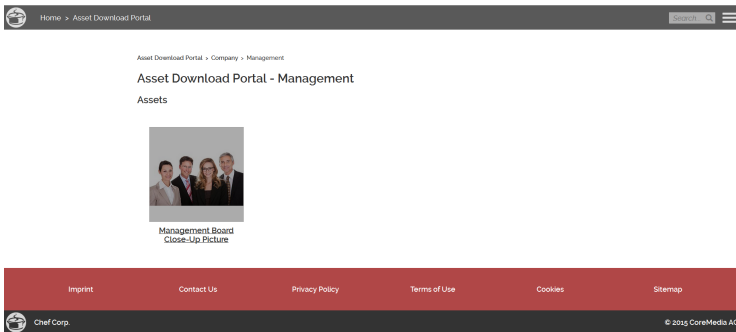 Home > Asset Download Portal
Search
Asset Download Portal > Company > Management
Asset Download Portal - Management
Assets
Management Board
Close-Up Picture
Imprint
Contact Us
Privacy Policy
Terms of Use
Cookies
Sitemap
Chef Corp.
© 2015 CoreMedia AG